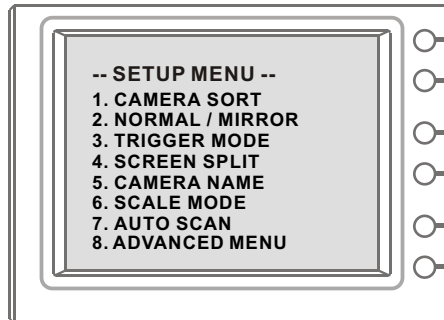 -- SETUP MENU --
1. CAMERA SORT
2. NORMAL / MIRROR
3. TRIGGER MODE
4. SCREEN SPLIT
5. CAMERA NAME
6. SCALE MODE
7. AUTO SCAN
8. ADVANCED MENU